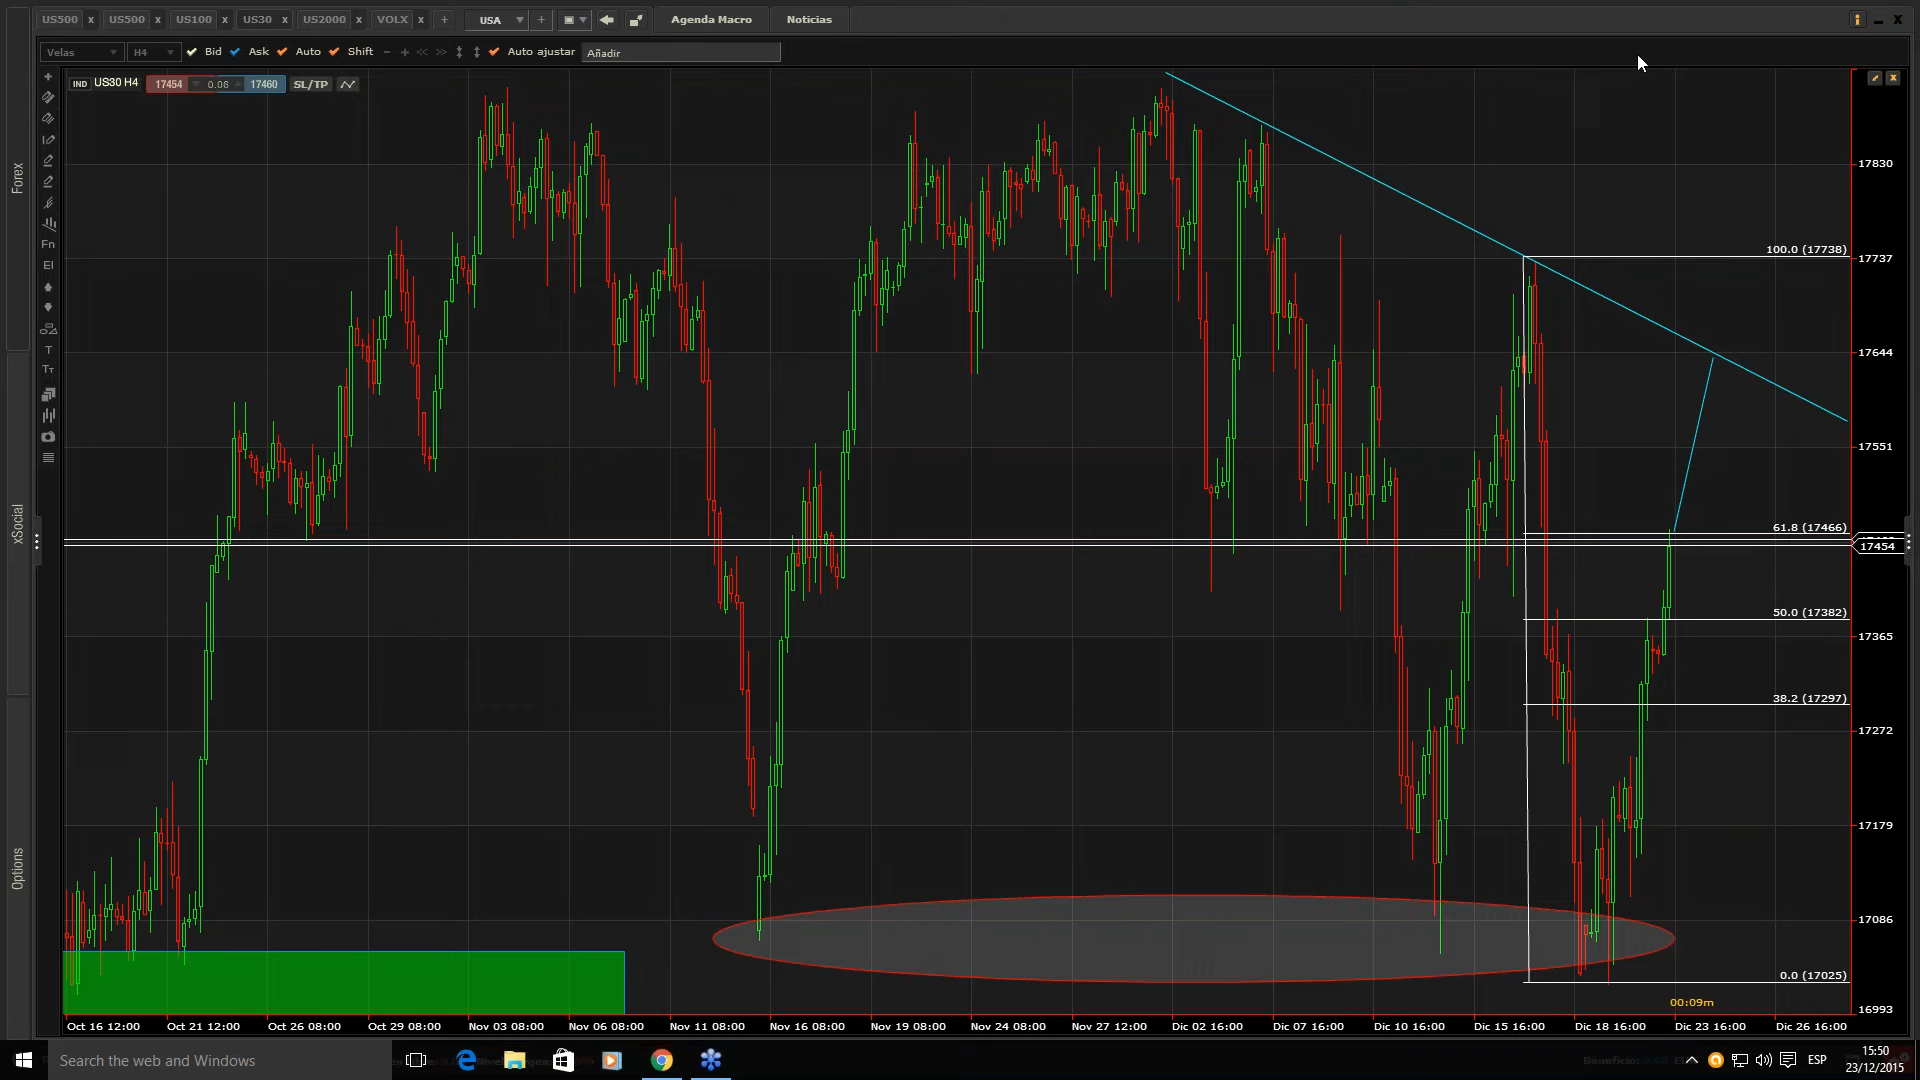 US500 x US500 x US100 x US30 x US2000 x VOLX x + USA + Agenda Macro Noticias
Velas H4 Bid Ask Auto Shift - + Auto ajustar Añadir
IND US30 H4 17454 0.06 17460 SL/TP
Forex
xSocial
Options
Fn
EI
T
TT
17830
100.0 (17738)
17737
17644
17551
61.8 (17466)
17454
50.0 (17382)
17365
38.2 (17297)
17272
17179
17086
0.0 (17025)
00:09m
16993
Oct 16 12:00 Oct 21 12:00 Oct 26 08:00 Oct 29 08:00 Nov 03 08:00 Nov 06 08:00 Nov 11 08:00 Nov 16 08:00 Nov 19 08:00 Nov 24 08:00 Nov 27 12:00 Dic 02 16:00 Dic 07 16:00 Dic 10 16:00 Dic 15 16:00 Dic 18 16:00 Dic 23 16:00 Dic 26 16:00
Search the web and Windows
ESP
15:50
23/12/2015